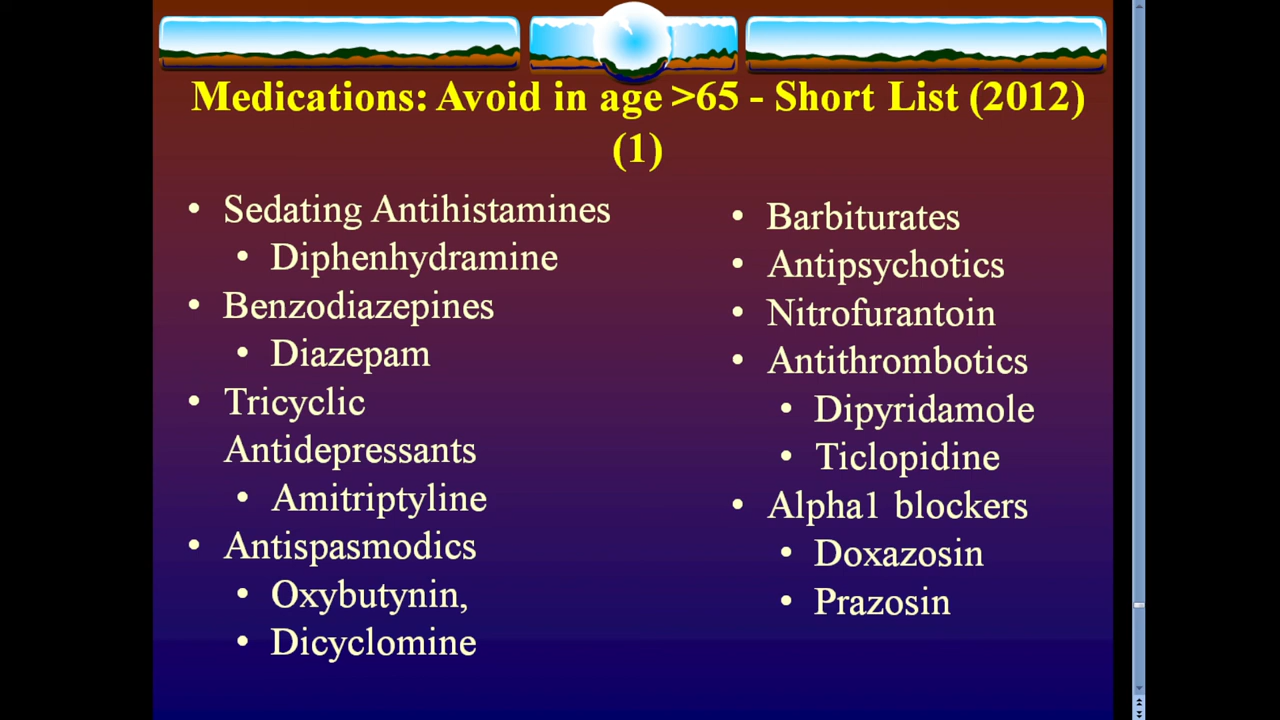 Medications: Avoid in age >65 - Short List (2012)
(1)
• Sedating Antihistamines
• Diphenhydramine
• Benzodiazepines
• Diazepam
• Tricyclic
Antidepressants
• Amitriptyline
• Antispasmodics
• Oxybutynin,
• Dicyclomine
• Barbiturates
• Antipsychotics
• Nitrofurantoin
• Antithrombotics
• Dipyridamole
• Ticlopidine
• Alpha1 blockers
• Doxazosin
• Prazosin